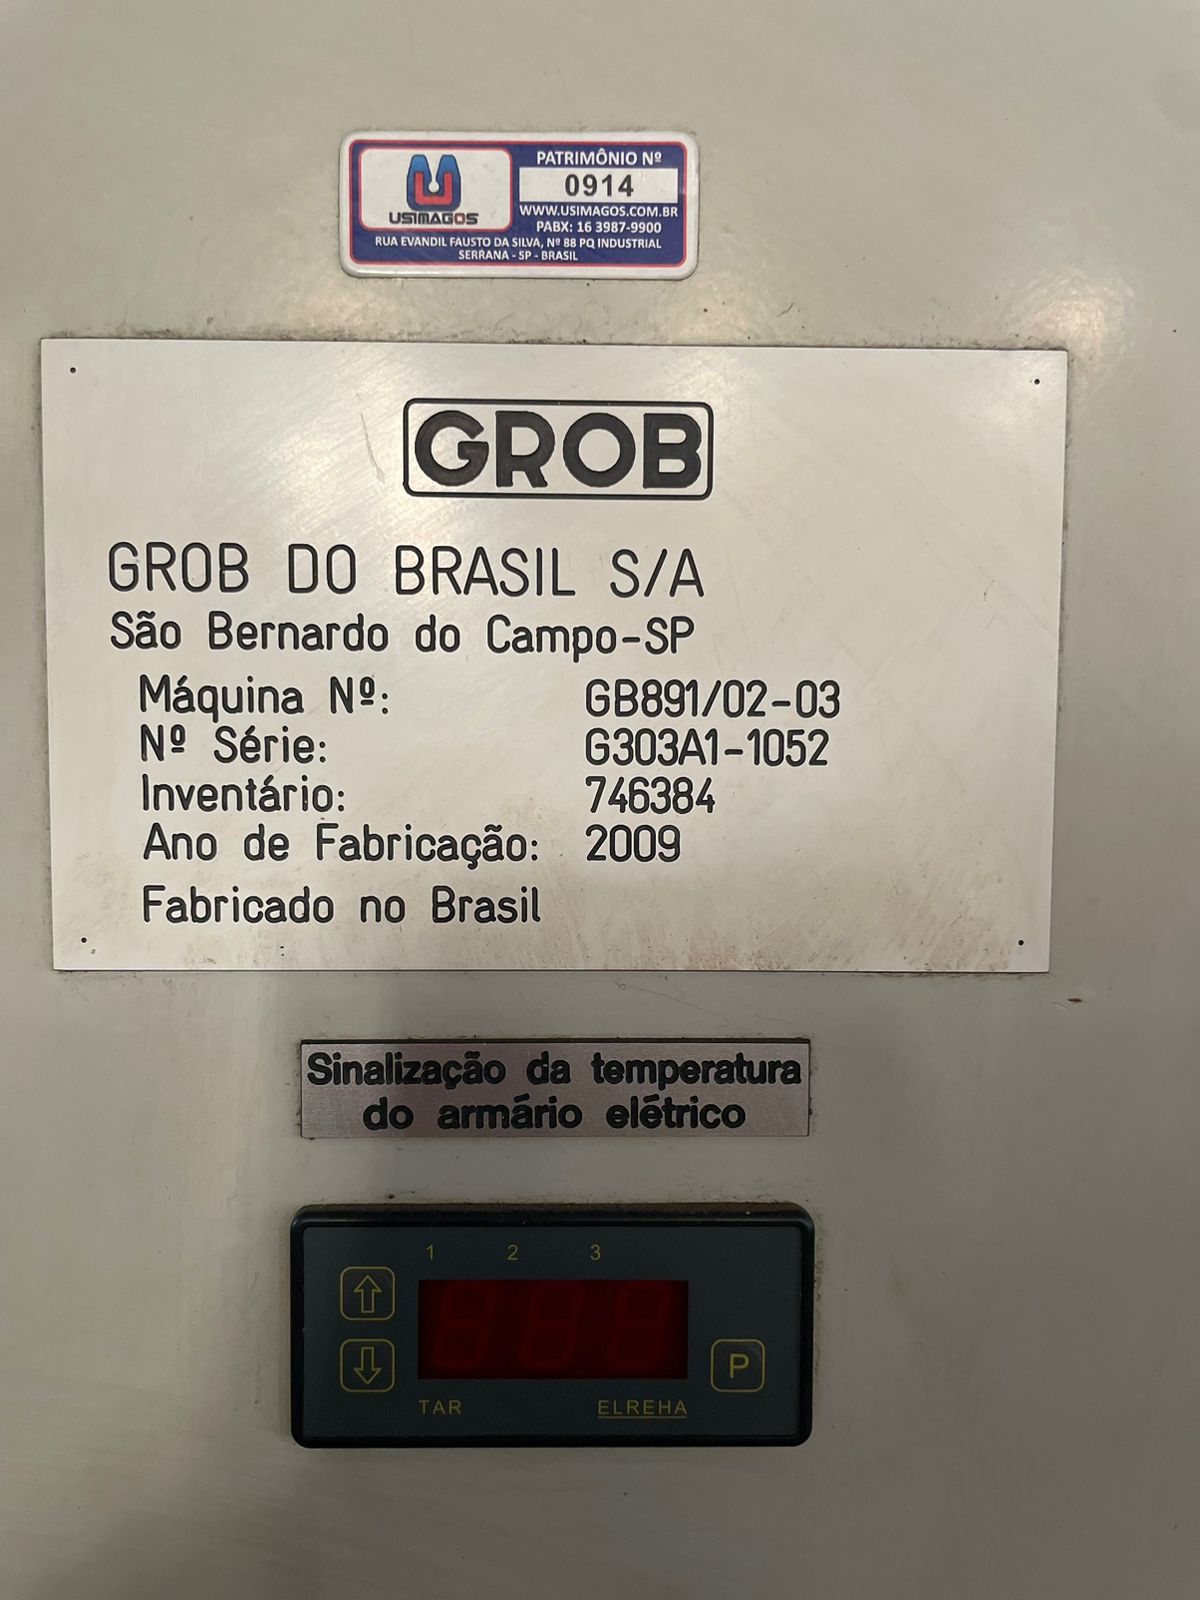 USIMAGOS
PATRIMÔNIO Nº
0914
WWW.USIMAGOS.COM.BR
PABX: 16 3987-9900
RUA EVANDIL FAUSTO DA SILVA, Nº 88 PQ INDUSTRIAL
SERRANA - SP - BRASIL
GROB
GROB DO BRASIL S/A
São Bernardo do Campo-SP
Máquina Nº: GB891/02-03
Nº Série: G303A1-1052
Inventário: 746384
Ano de Fabricação: 2009
Fabricado no Brasil
Sinalização da temperatura
do armário elétrico
1 2 3
P
TAR ELREHA